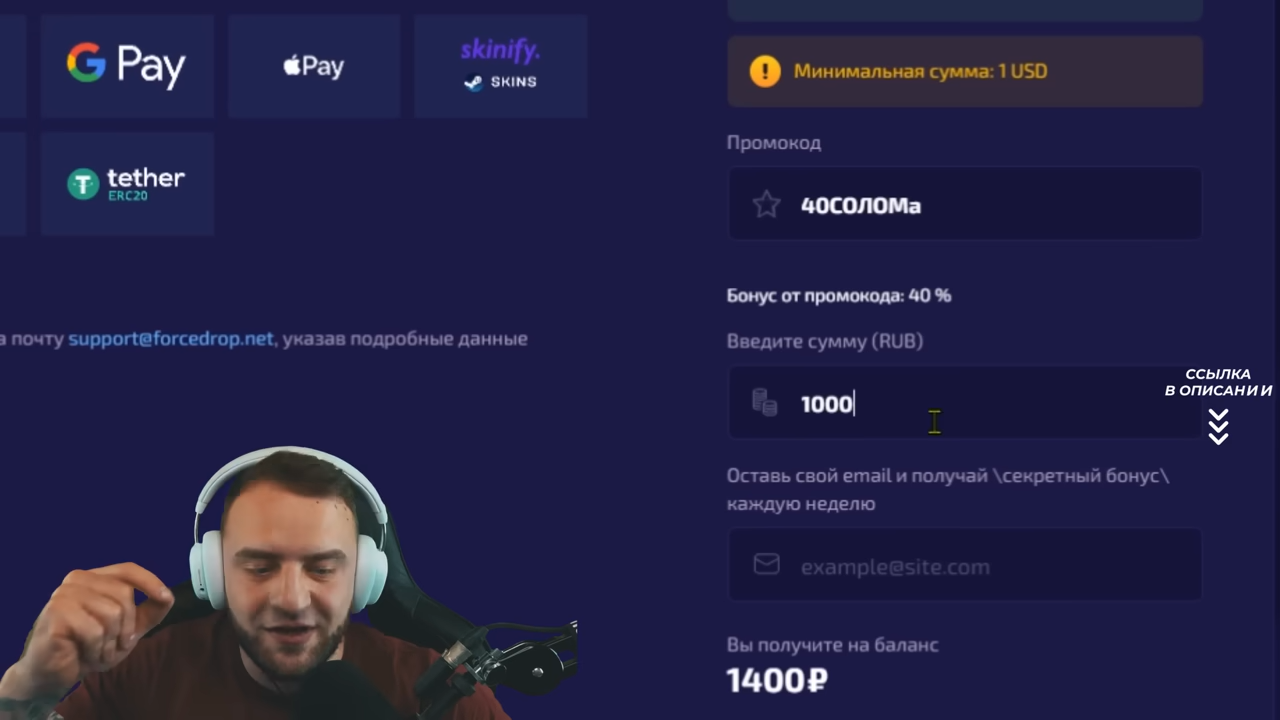 G Pay
Pay
skinify.
SKINS
tether
ERC20
а почту support@forcedrop.net, указав подробные данные
Минимальная сумма: 1 USD
Промокод
40СОЛОМа
Бонус от промокода: 40 %
Введите сумму (RUB)
1000
Оставь свой email и получай \секретный бонус\
каждую неделю
example@site.com
Вы получите на баланс
1400₽
ССЫЛКА
В ОПИСАНИИ